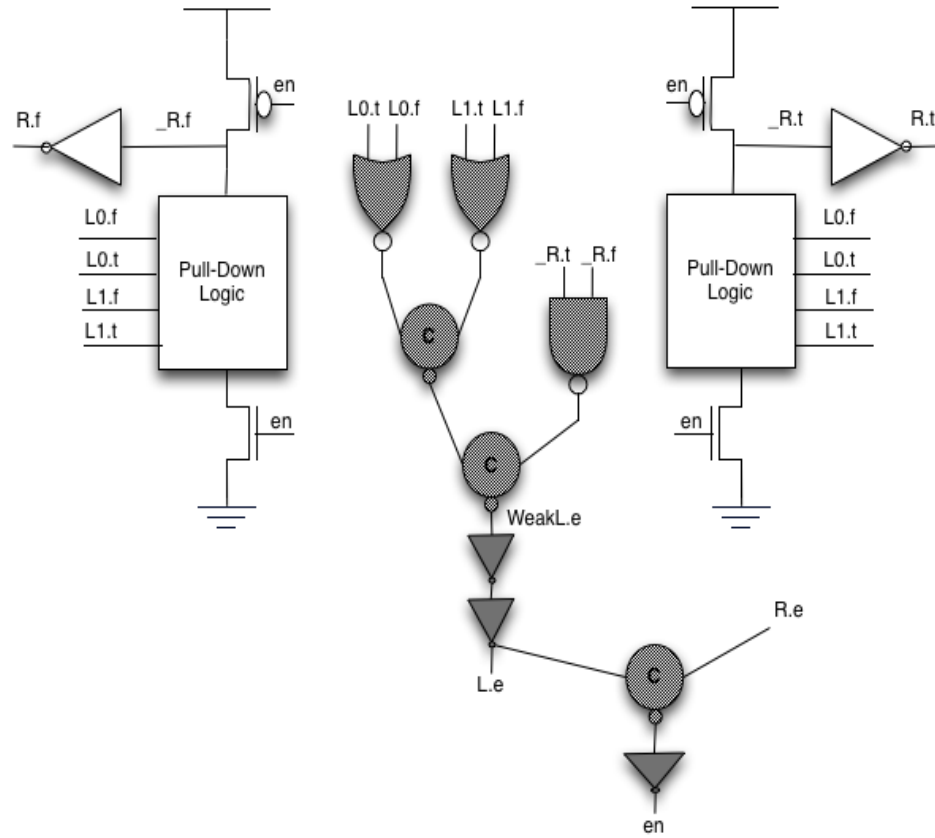 en
R.f
_R.f
L0.f
L0.t
L1.f
L1.t
Pull-Down
Logic
en
L0.t L0.f
L1.t L1.f
_R.t _R.f
C
C
WeakL.e
L.e
R.e
C
en
en
_R.t
R.t
Pull-Down
Logic
L0.f
L0.t
L1.f
L1.t
en